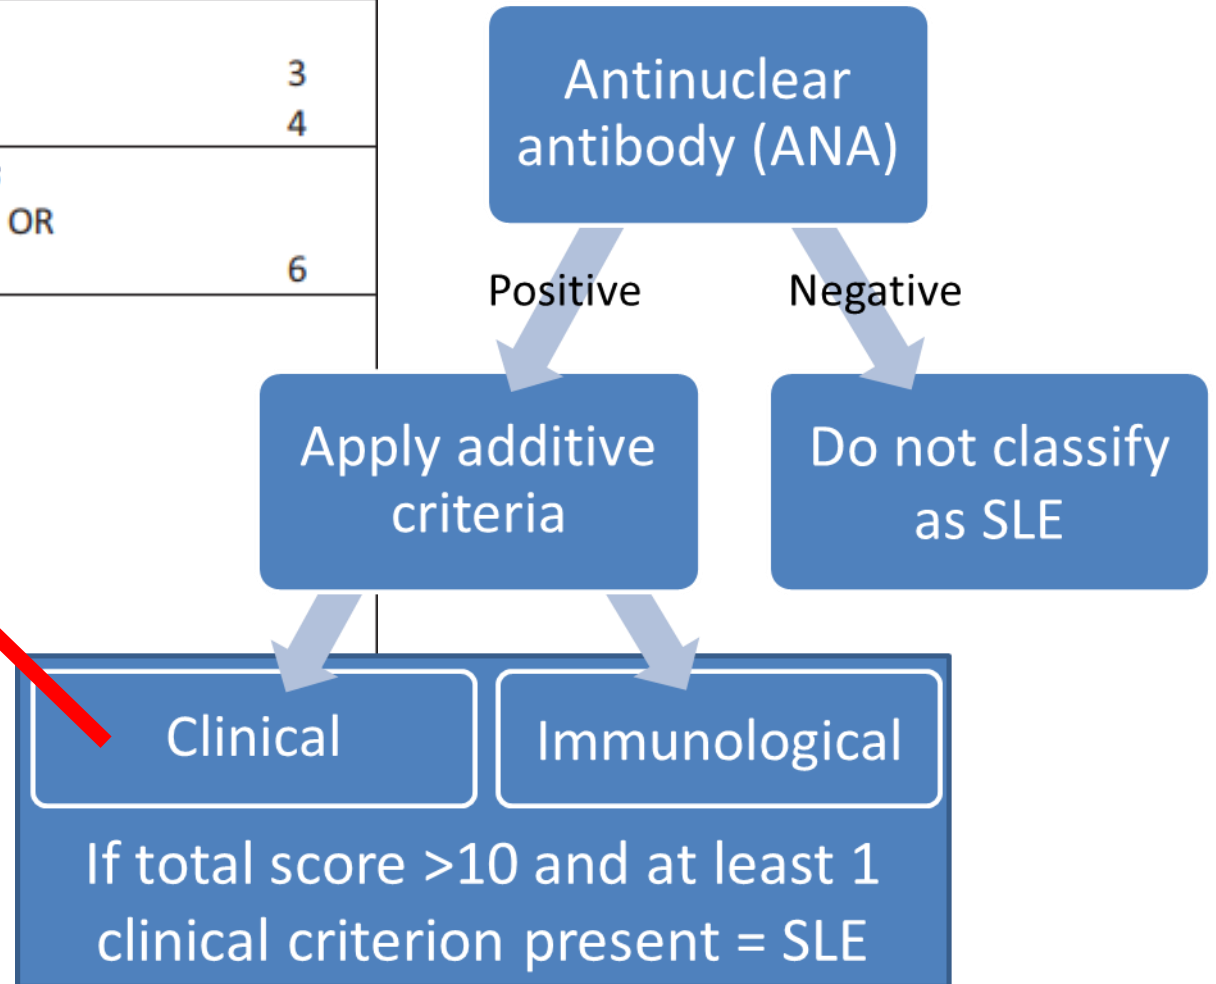 3
4
OR
6
Antinuclear
antibody (ANA)
Positive
Negative
Apply additive
criteria
Do not classify
as SLE
Clinical
Immunological
If total score >10 and at least 1
clinical criterion present = SLE